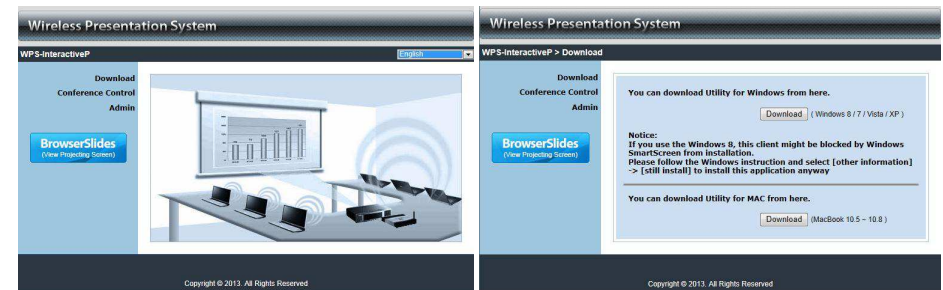 Wireless Presentation System
WPS-InteractiveP
English
Download
Conference Control
Admin
BrowserSlides
(View Projecting Screen)
Copyright © 2013. All Rights Reserved
Wireless Presentation System
WPS-InteractiveP > Download
Download
Conference Control
Admin
BrowserSlides
(View Projecting Screen)
You can download Utility for Windows from here.
Download ( Windows 8 / 7 / Vista / XP )
Notice:
If you use the Windows 8, this client might be blocked by Windows
SmartScreen from installation.
Please follow the Windows instruction and select [other information]
-> [still install] to install this application anyway
You can download Utility for MAC from here.
Download (MacBook 10.5 ~ 10.8 )
Copyright © 2013. All Rights Reserved